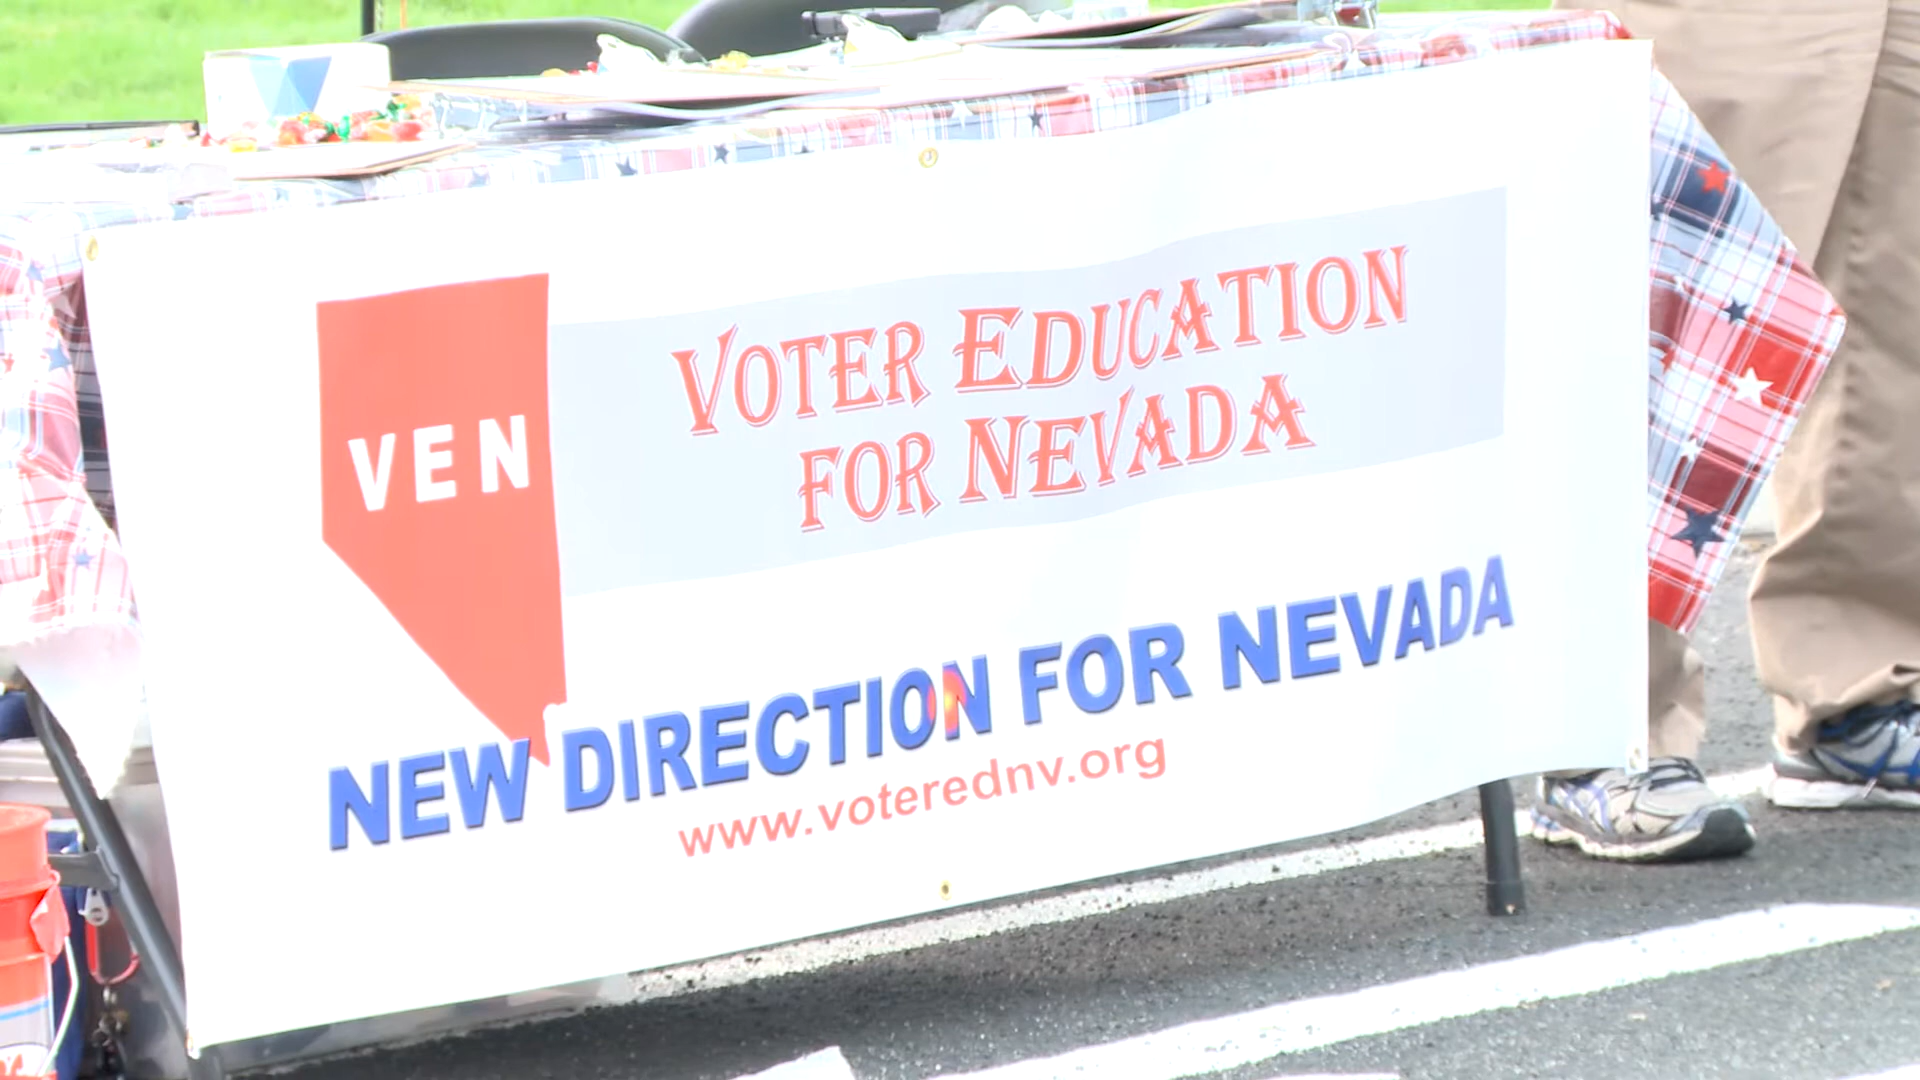 VEN
VOTER EDUCATION
FOR NEVADA
NEW DIRECTION FOR NEVADA
www.voterednv.org